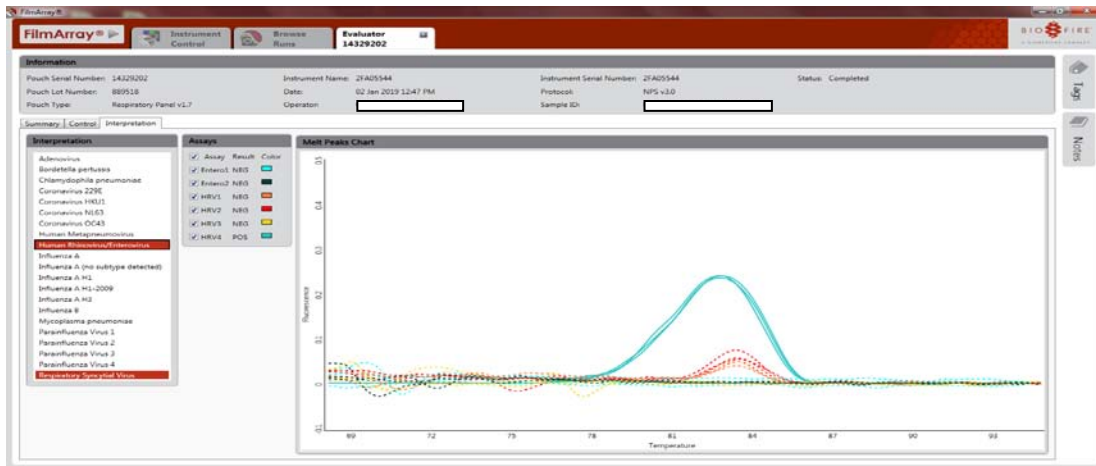 FilmArray®
FilmArray®
Instrument Control
Browse Runs
Evaluator 14329202
BIO FIRE
Information
Pouch Serial Number: 14329202
Instrument Name: 2FA05544
Instrument Serial Number: 2FA05544
Status: Completed
Pouch Lot Number: 889518
Date: 02 Jan 2019 12:47 PM
Protocol: NPS v3.0
Pouch Type: Respiratory Panel v1.7
Operator:
Sample ID:
Tags
Notes
Summary
Control
Interpretation
Interpretation
Adenovirus
Bordetella pertussis
Chlamydophila pneumoniae
Coronavirus 229E
Coronavirus HKU1
Coronavirus NL63
Coronavirus OC43
Human Metapneumovirus
Human Rhinovirus/Enterovirus
Influenza A
Influenza A (no subtype detected)
Influenza A H1
Influenza A H1-2009
Influenza A H3
Influenza B
Mycoplasma pneumoniae
Parainfluenza Virus 1
Parainfluenza Virus 2
Parainfluenza Virus 3
Parainfluenza Virus 4
Respiratory Syncytial Virus
Assays
Assay Result Color
Entero1 NEG
Entero2 NEG
HRV1 NEG
HRV2 NEG
HRV3 NEG
HRV4 POS
Melt Peaks Chart
0.5
0.4
0.3
0.2
0.1
0
-0.1
Fluorescence
69 72 75 78 81 84 87 90 93
Temperature